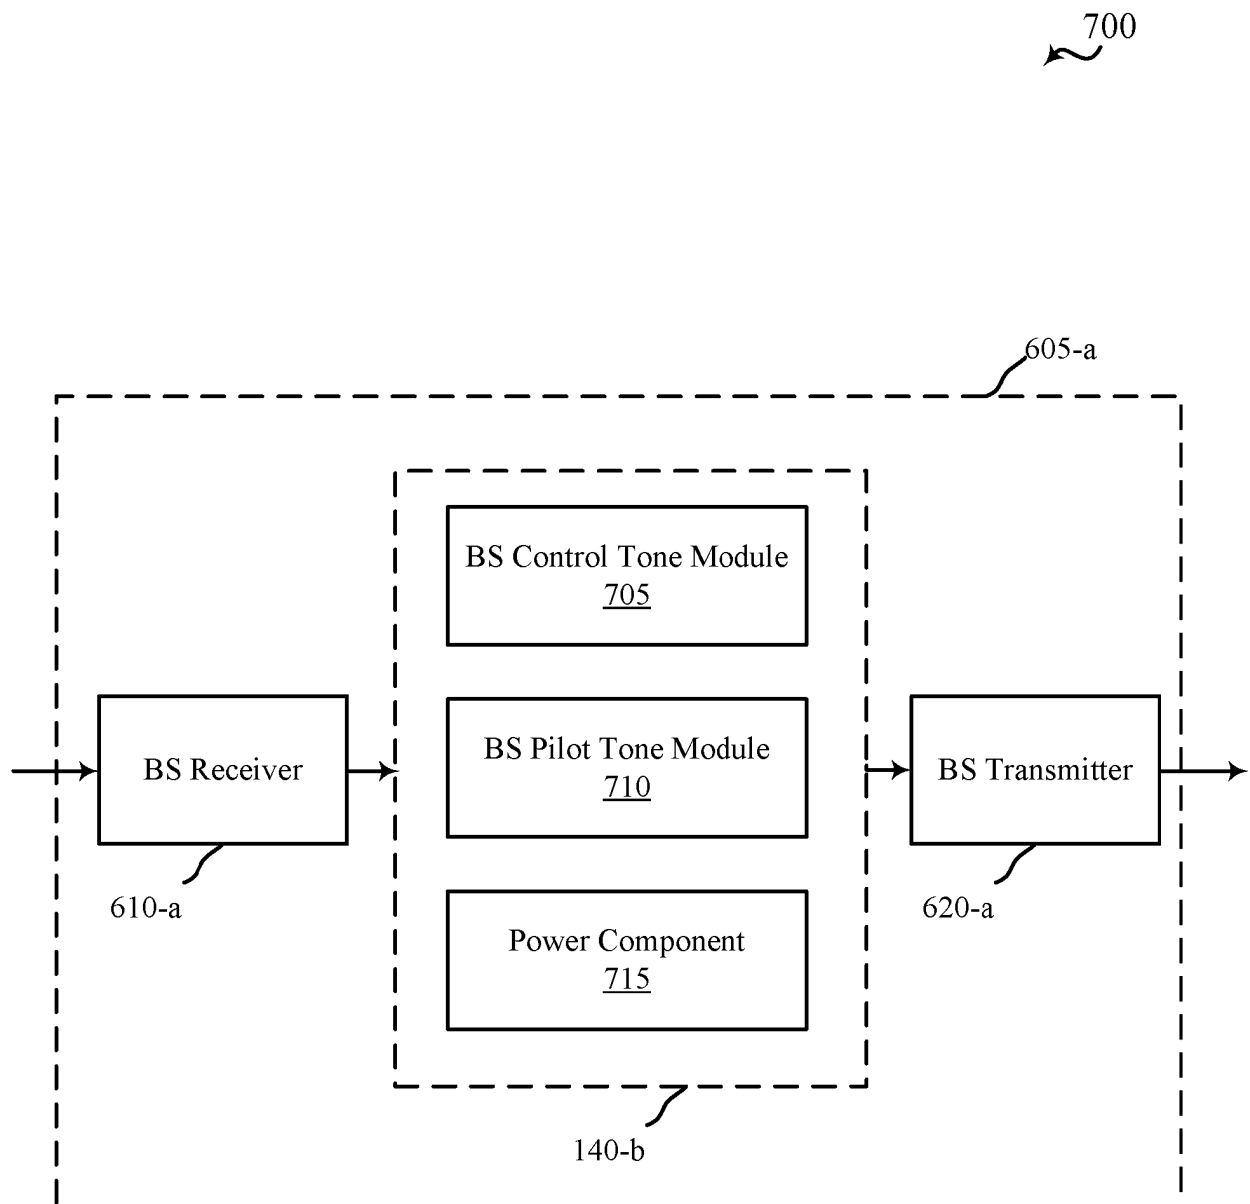 700
605-a
BS Control Tone Module
705
BS Pilot Tone Module
710
BS Receiver
BS Transmitter
610-a
620-a
Power Component
715
140-b